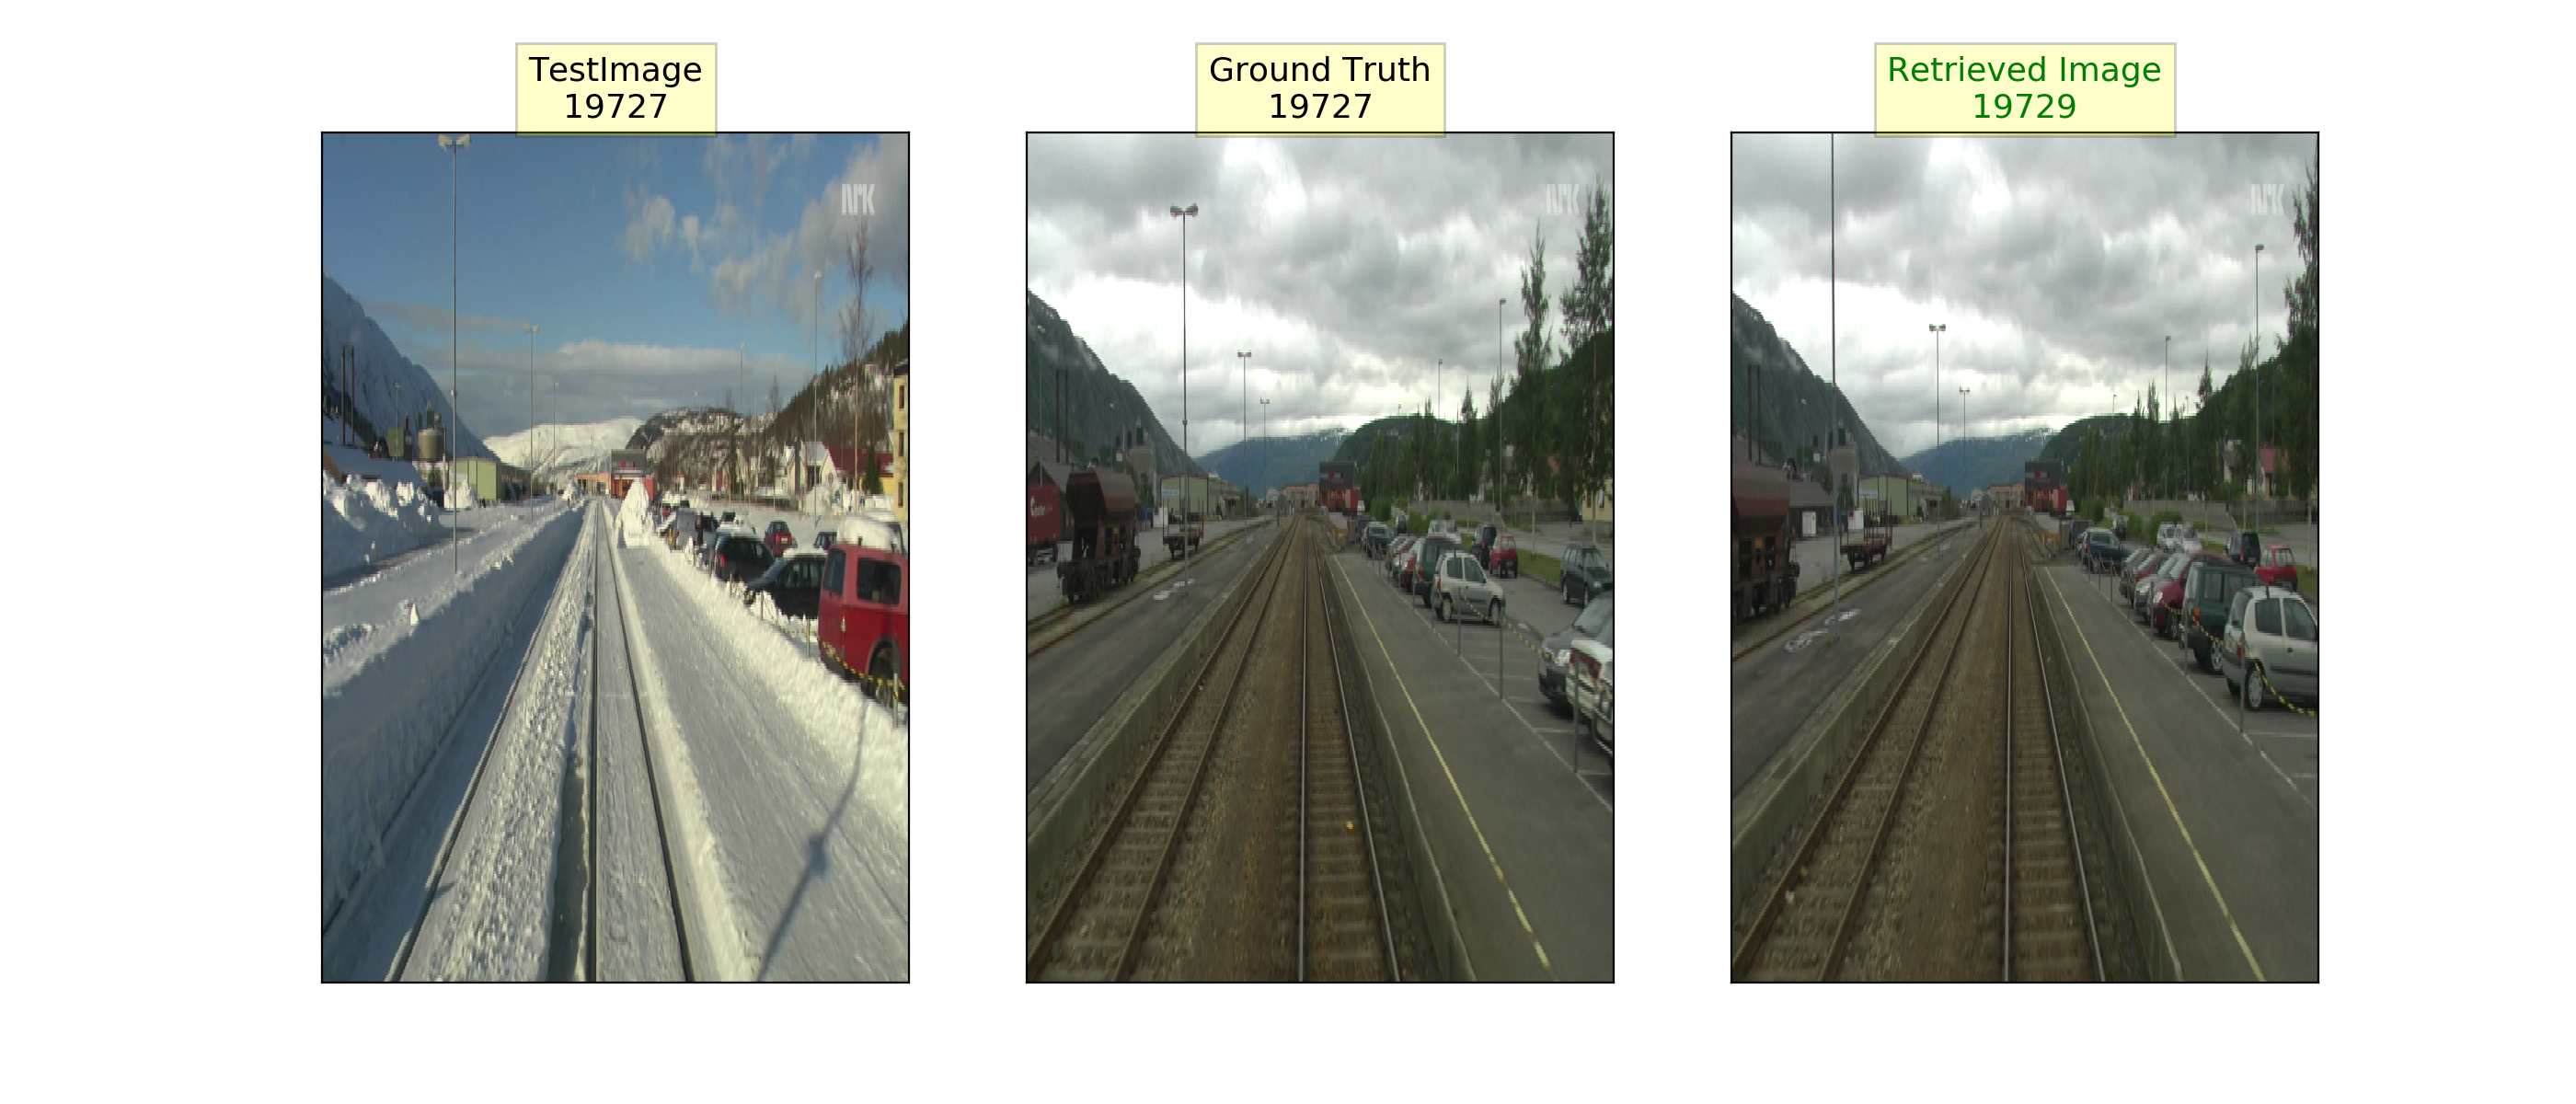 TestImage
19727
Ground Truth
19727
Retrieved Image
19729
NRK
NRK
NRK